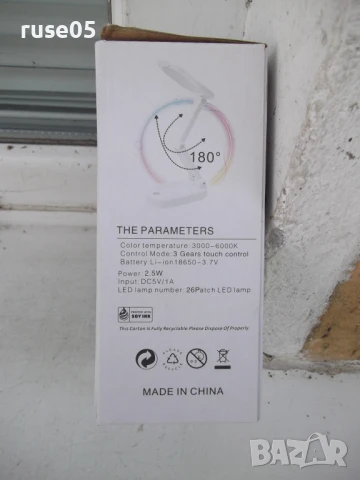 ruse05
180°
THE PARAMETERS
Color temperature: 3000-6000K
Control Mode: 3 Gears touch control
Battery: Li-ion18650-3.7V
Power: 2.5W
Input: DC5V/1A
LED lamp number: 26Patch LED lamp
PRINTED WITH
SOY INK
This Carton is Fully Recyclable Please Dispose Of Properly
MADE IN CHINA
BAZAR
bg